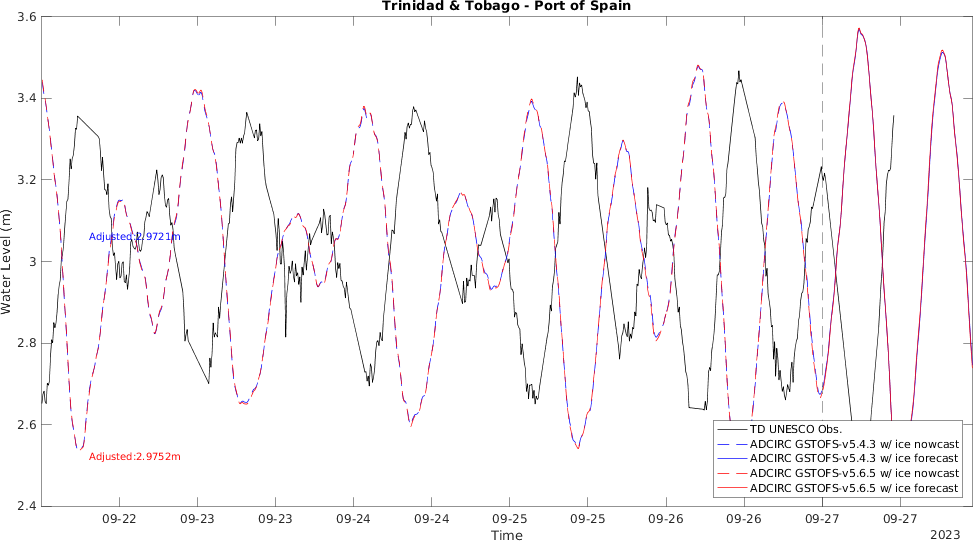 Trinidad & Tobago - Port of Spain
3.6
3.4
3.2
3
2.8
2.6
2.4
Water Level (m)
Adjusted:2.9721m
Adjusted:2.9752m
TD UNESCO Obs.
ADCIRC GSTOFS-v5.4.3 w/ ice nowcast
ADCIRC GSTOFS-v5.4.3 w/ ice forecast
ADCIRC GSTOFS-v5.6.5 w/ ice nowcast
ADCIRC GSTOFS-v5.6.5 w/ ice forecast
09-22 09-23 09-23 09-24 09-24 09-25 09-25 09-26 09-26 09-27 09-27
Time
2023